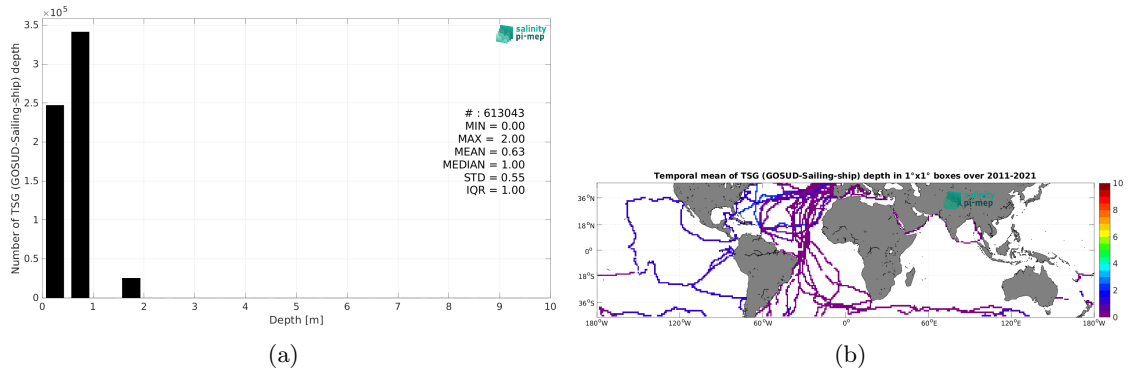 ×10⁵
3.5
3
2.5
2
1.5
1
0.5
0
Number of TSG (GOSUD-Sailing-ship) depth
0 1 2 3 4 5 6 7 8 9 10
Depth [m]
salinity
pi-mep
# : 613043
MIN = 0.00
MAX = 2.00
MEAN = 0.63
MEDIAN = 1.00
STD = 0.55
IQR = 1.00
(a)
Temporal mean of TSG (GOSUD-Sailing-ship) depth in 1°x1° boxes over 2011-2021
salinity
pi-mep
36°N
18°N
0°
18°S
36°S
180°W 120°W 60°W 0° 60°E 120°E 180°W
10
8
6
4
2
0
(b)